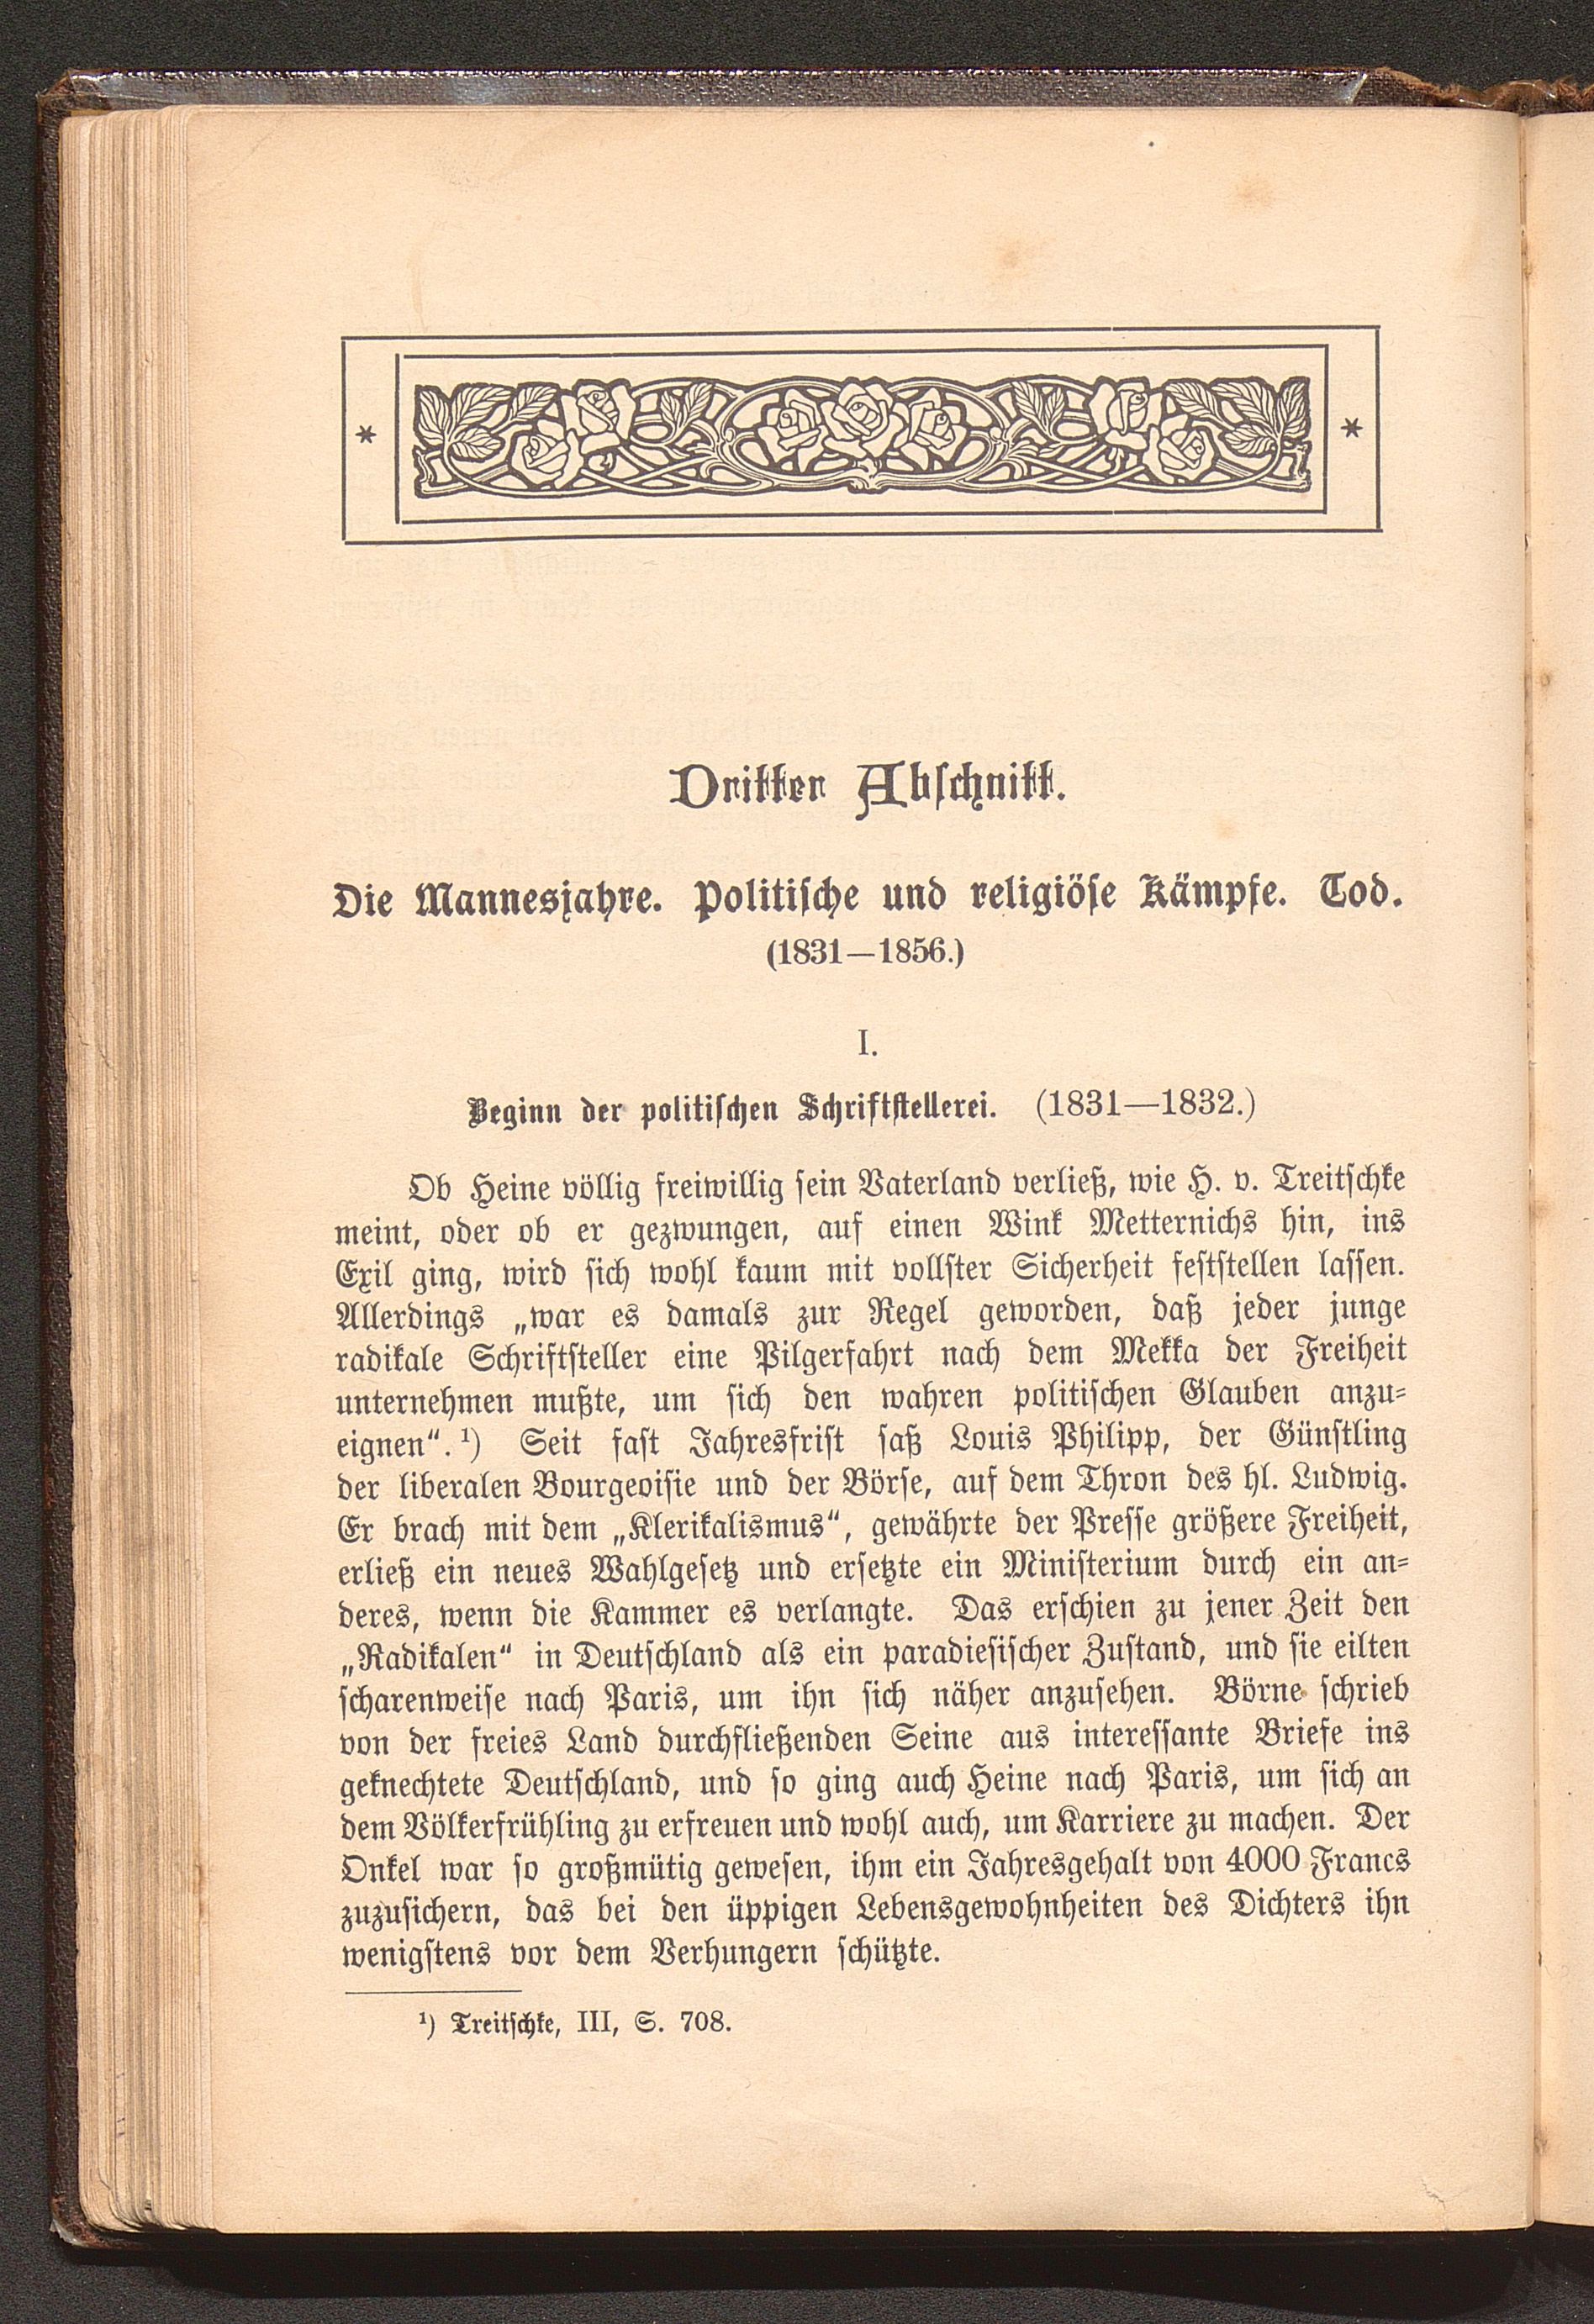 Dritter Abschnitt.
Die Mannesjahre. Politische und religiöse Kämpfe. Tod.
(1831—1856.)
I.
Beginn der politischen Schriftstellerei. (1831—1832.)
Ob Heine völlig freiwillig sein Vaterland verließ, wie H. v. Treitschke
meint, oder ob er gezwungen, auf einen Wink Metternichs hin, ins
Exil ging, wird sich wohl kaum mit vollster Sicherheit feststellen lassen.
Allerdings „war es damals zur Regel geworden, daß jeder junge
radikale Schriftsteller eine Pilgerfahrt nach dem Mekka der Freiheit
unternehmen mußte, um sich den wahren politischen Glauben anzu-
eignen“.¹) Seit fast Jahresfrist saß Louis Philipp, der Günstling
der liberalen Bourgeoisie und der Börse, auf dem Thron des hl. Ludwig.
Er brach mit dem „Klerikalismus“, gewährte der Presse größere Freiheit,
erließ ein neues Wahlgesetz und ersetzte ein Ministerium durch ein an-
deres, wenn die Kammer es verlangte. Das erschien zu jener Zeit den
„Radikalen“ in Deutschland als ein paradiesischer Zustand, und sie eilten
scharenweise nach Paris, um ihn sich näher anzusehen. Börne schrieb
von der freies Land durchfließenden Seine aus interessante Briefe ins
geknechtete Deutschland, und so ging auch Heine nach Paris, um sich an
dem Völkerfrühling zu erfreuen und wohl auch, um Karriere zu machen. Der
Onkel war so großmütig gewesen, ihm ein Jahresgehalt von 4000 Francs
zuzusichern, das bei den üppigen Lebensgewohnheiten des Dichters ihn
wenigstens vor dem Verhungern schützte.
¹) Treitschke, III, S. 708.